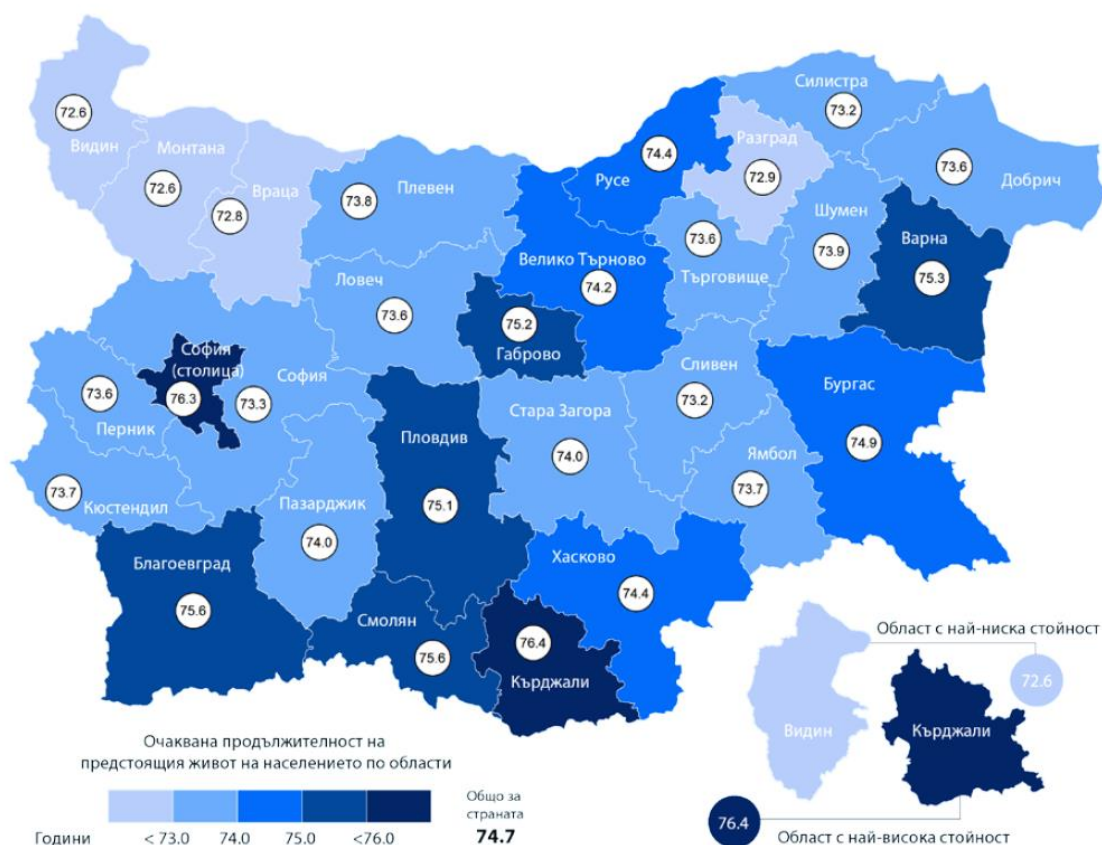 Силистра
73.2
72.6
Видин
Монтана
72.6
Враца
72.8
Плевен
73.8
74.4
Русе
Разград
72.9
73.6
Добрич
Шумен
73.9
Варна
75.3
73.6
Търговище
Велико Търново
74.2
Ловеч
73.6
75.2
Габрово
София
(столица)
76.3
София
73.3
73.6
Перник
Сливен
73.2
Бургас
74.9
Стара Загора
74.0
Пловдив
75.1
Ямбол
73.7
73.7
Кюстендил
Пазарджик
74.0
Благоевград
75.6
Хасково
74.4
Смолян
75.6
76.4
Кърджали
Област с най-ниска стойност
72.6
Видин
Кърджали
76.4
Област с най-висока стойност
Очаквана продължителност на
предстоящия живот на населението по области
Години
< 73.0 74.0 75.0 <76.0
Общо за
страната
74.7